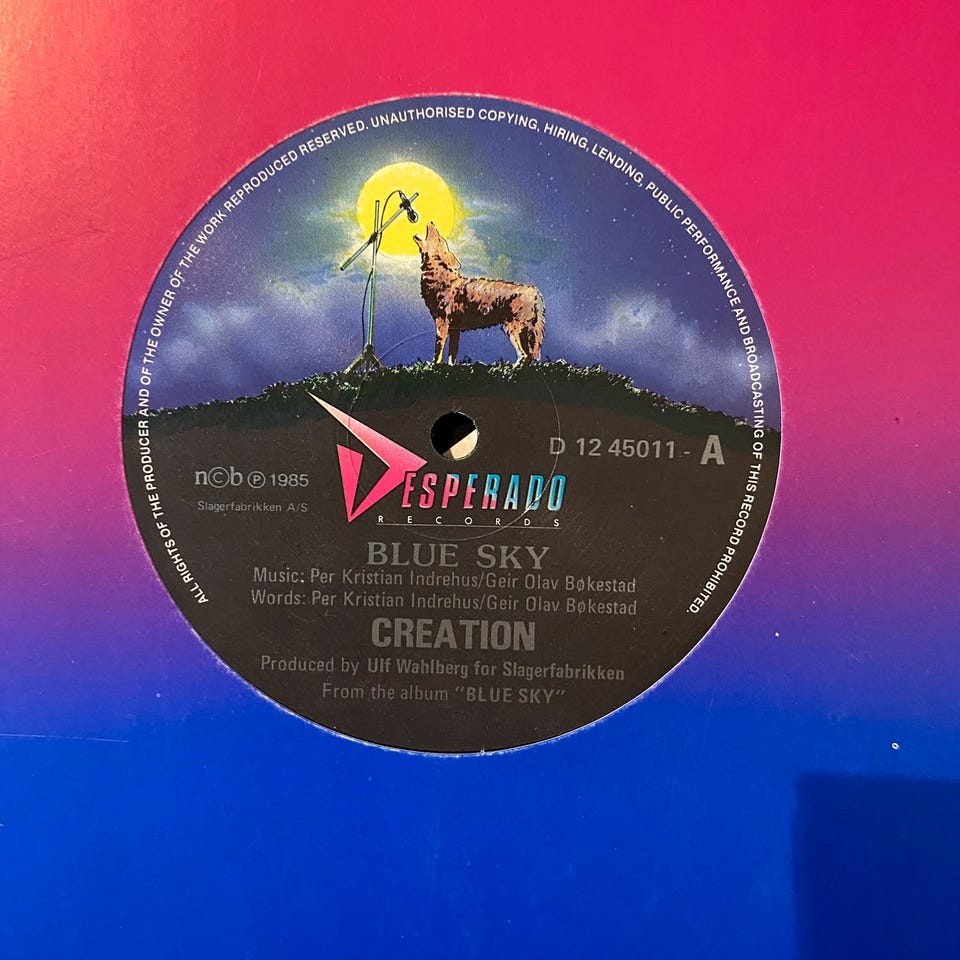 ALL RIGHTS OF THE PRODUCER AND OF THE OWNER OF THE WORK REPRODUCED RESERVED. UNAUTHORISED COPYING, HIRING, LENDING, PUBLIC PERFORMANCE AND BROADCASTING OF THIS RECORD PROHIBITED.
D 12 45011 - A
n©b ℗ 1985
Slagerfabrikken A/S
DESPERADO
RECORDS
BLUE SKY
Music: Per Kristian Indrehus/Geir Olav Bøkestad
Words: Per Kristian Indrehus/Geir Olav Bøkestad
CREATION
Produced by Ulf Wahlberg for Slagerfabrikken
From the album "BLUE SKY"